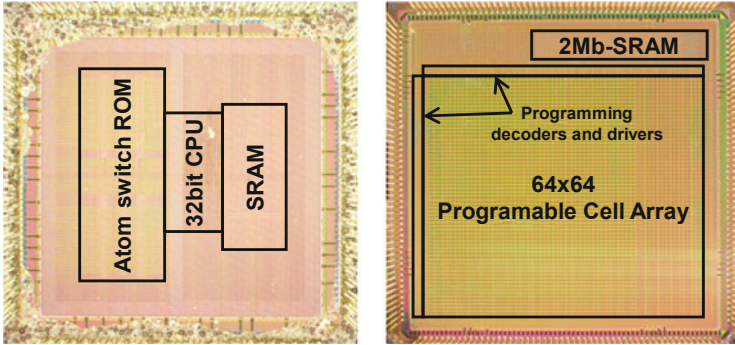 Atom switch ROM
32bit CPU
SRAM
2Mb-SRAM
Programming
decoders and drivers
64x64
Programable Cell Array